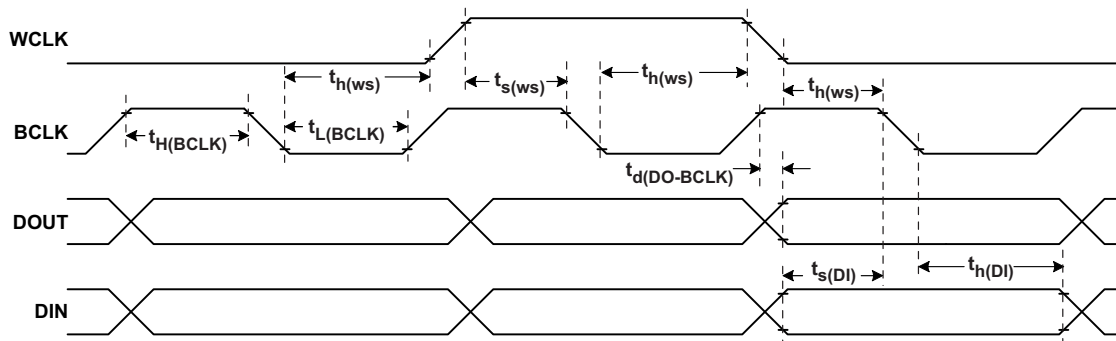 WCLK
t_h(ws)
t_s(ws)
t_h(ws)
t_h(ws)
BCLK
t_H(BCLK)
t_L(BCLK)
t_d(DO-BCLK)
DOUT
t_s(DI)
t_h(DI)
DIN